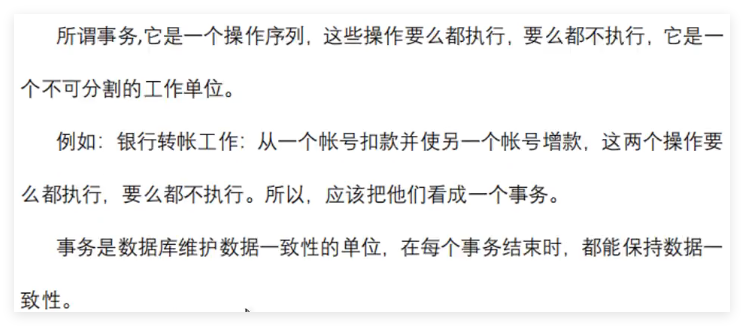 所谓事务,它是一个操作序列，这些操作要么都执行，要么都不执行，它是一
个不可分割的工作单位。
例如：银行转帐工作：从一个帐号扣款并使另一个帐号增款，这两个操作要
么都执行，要么都不执行。所以，应该把他们看成一个事务。
事务是数据库维护数据一致性的单位，在每个事务结束时，都能保持数据一
致性。